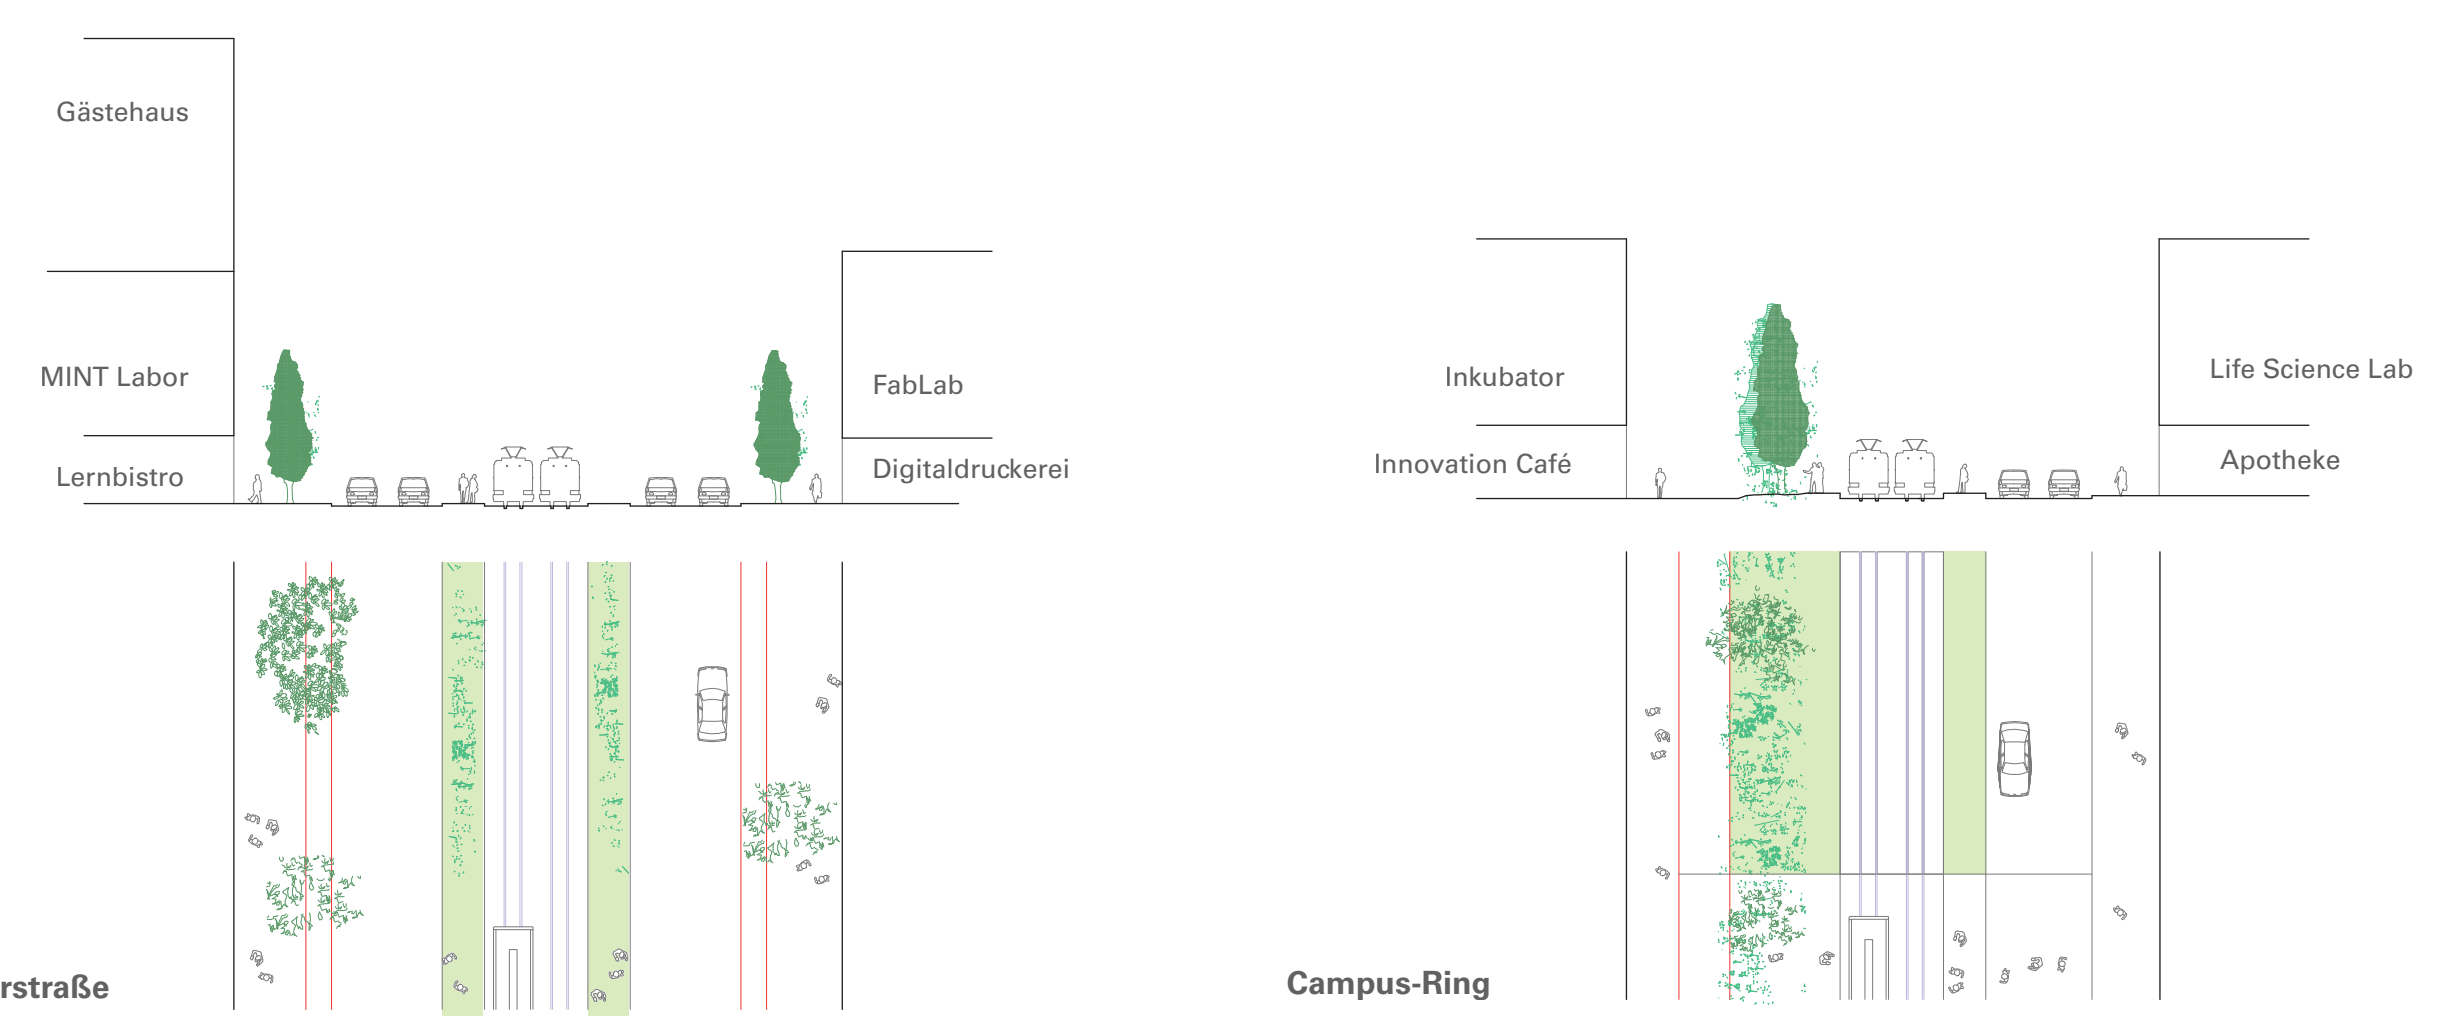 Gästehaus
MINT Labor
Lernbistro
FabLab
Digitaldruckerei
rstraße
Inkubator
Innovation Café
Life Science Lab
Apotheke
Campus-Ring